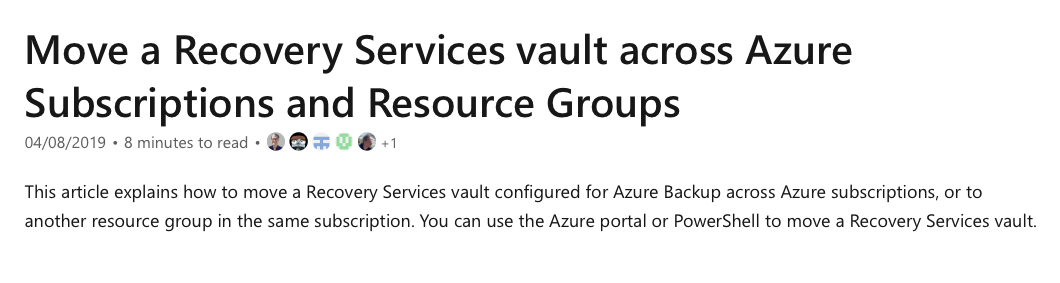 Move a Recovery Services vault across Azure
Subscriptions and Resource Groups
04/08/2019 • 8 minutes to read • +1
This article explains how to move a Recovery Services vault configured for Azure Backup across Azure subscriptions, or to
another resource group in the same subscription. You can use the Azure portal or PowerShell to move a Recovery Services vault.